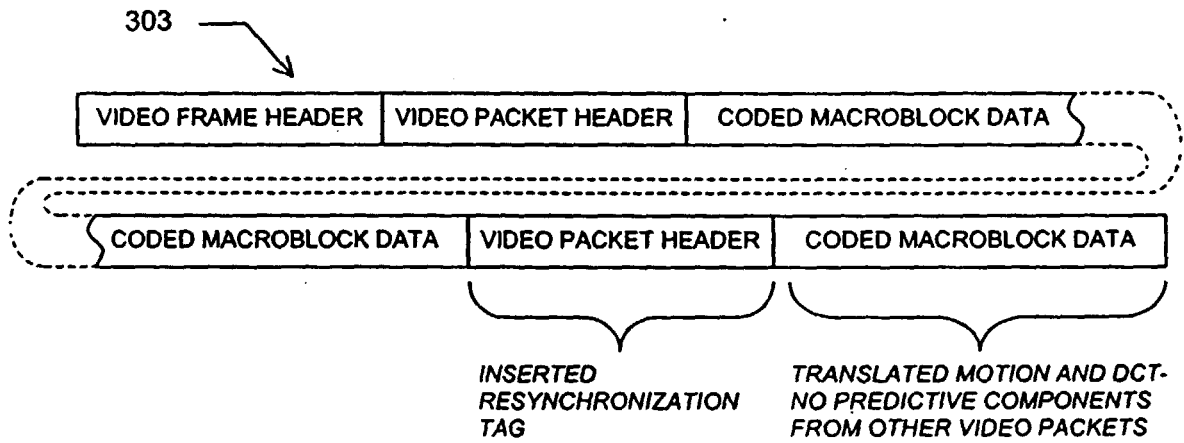 303
VIDEO FRAME HEADER VIDEO PACKET HEADER CODED MACROBLOCK DATA
CODED MACROBLOCK DATA VIDEO PACKET HEADER CODED MACROBLOCK DATA
INSERTED
RESYNCHRONIZATION
TAG
TRANSLATED MOTION AND DCT-
NO PREDICTIVE COMPONENTS
FROM OTHER VIDEO PACKETS